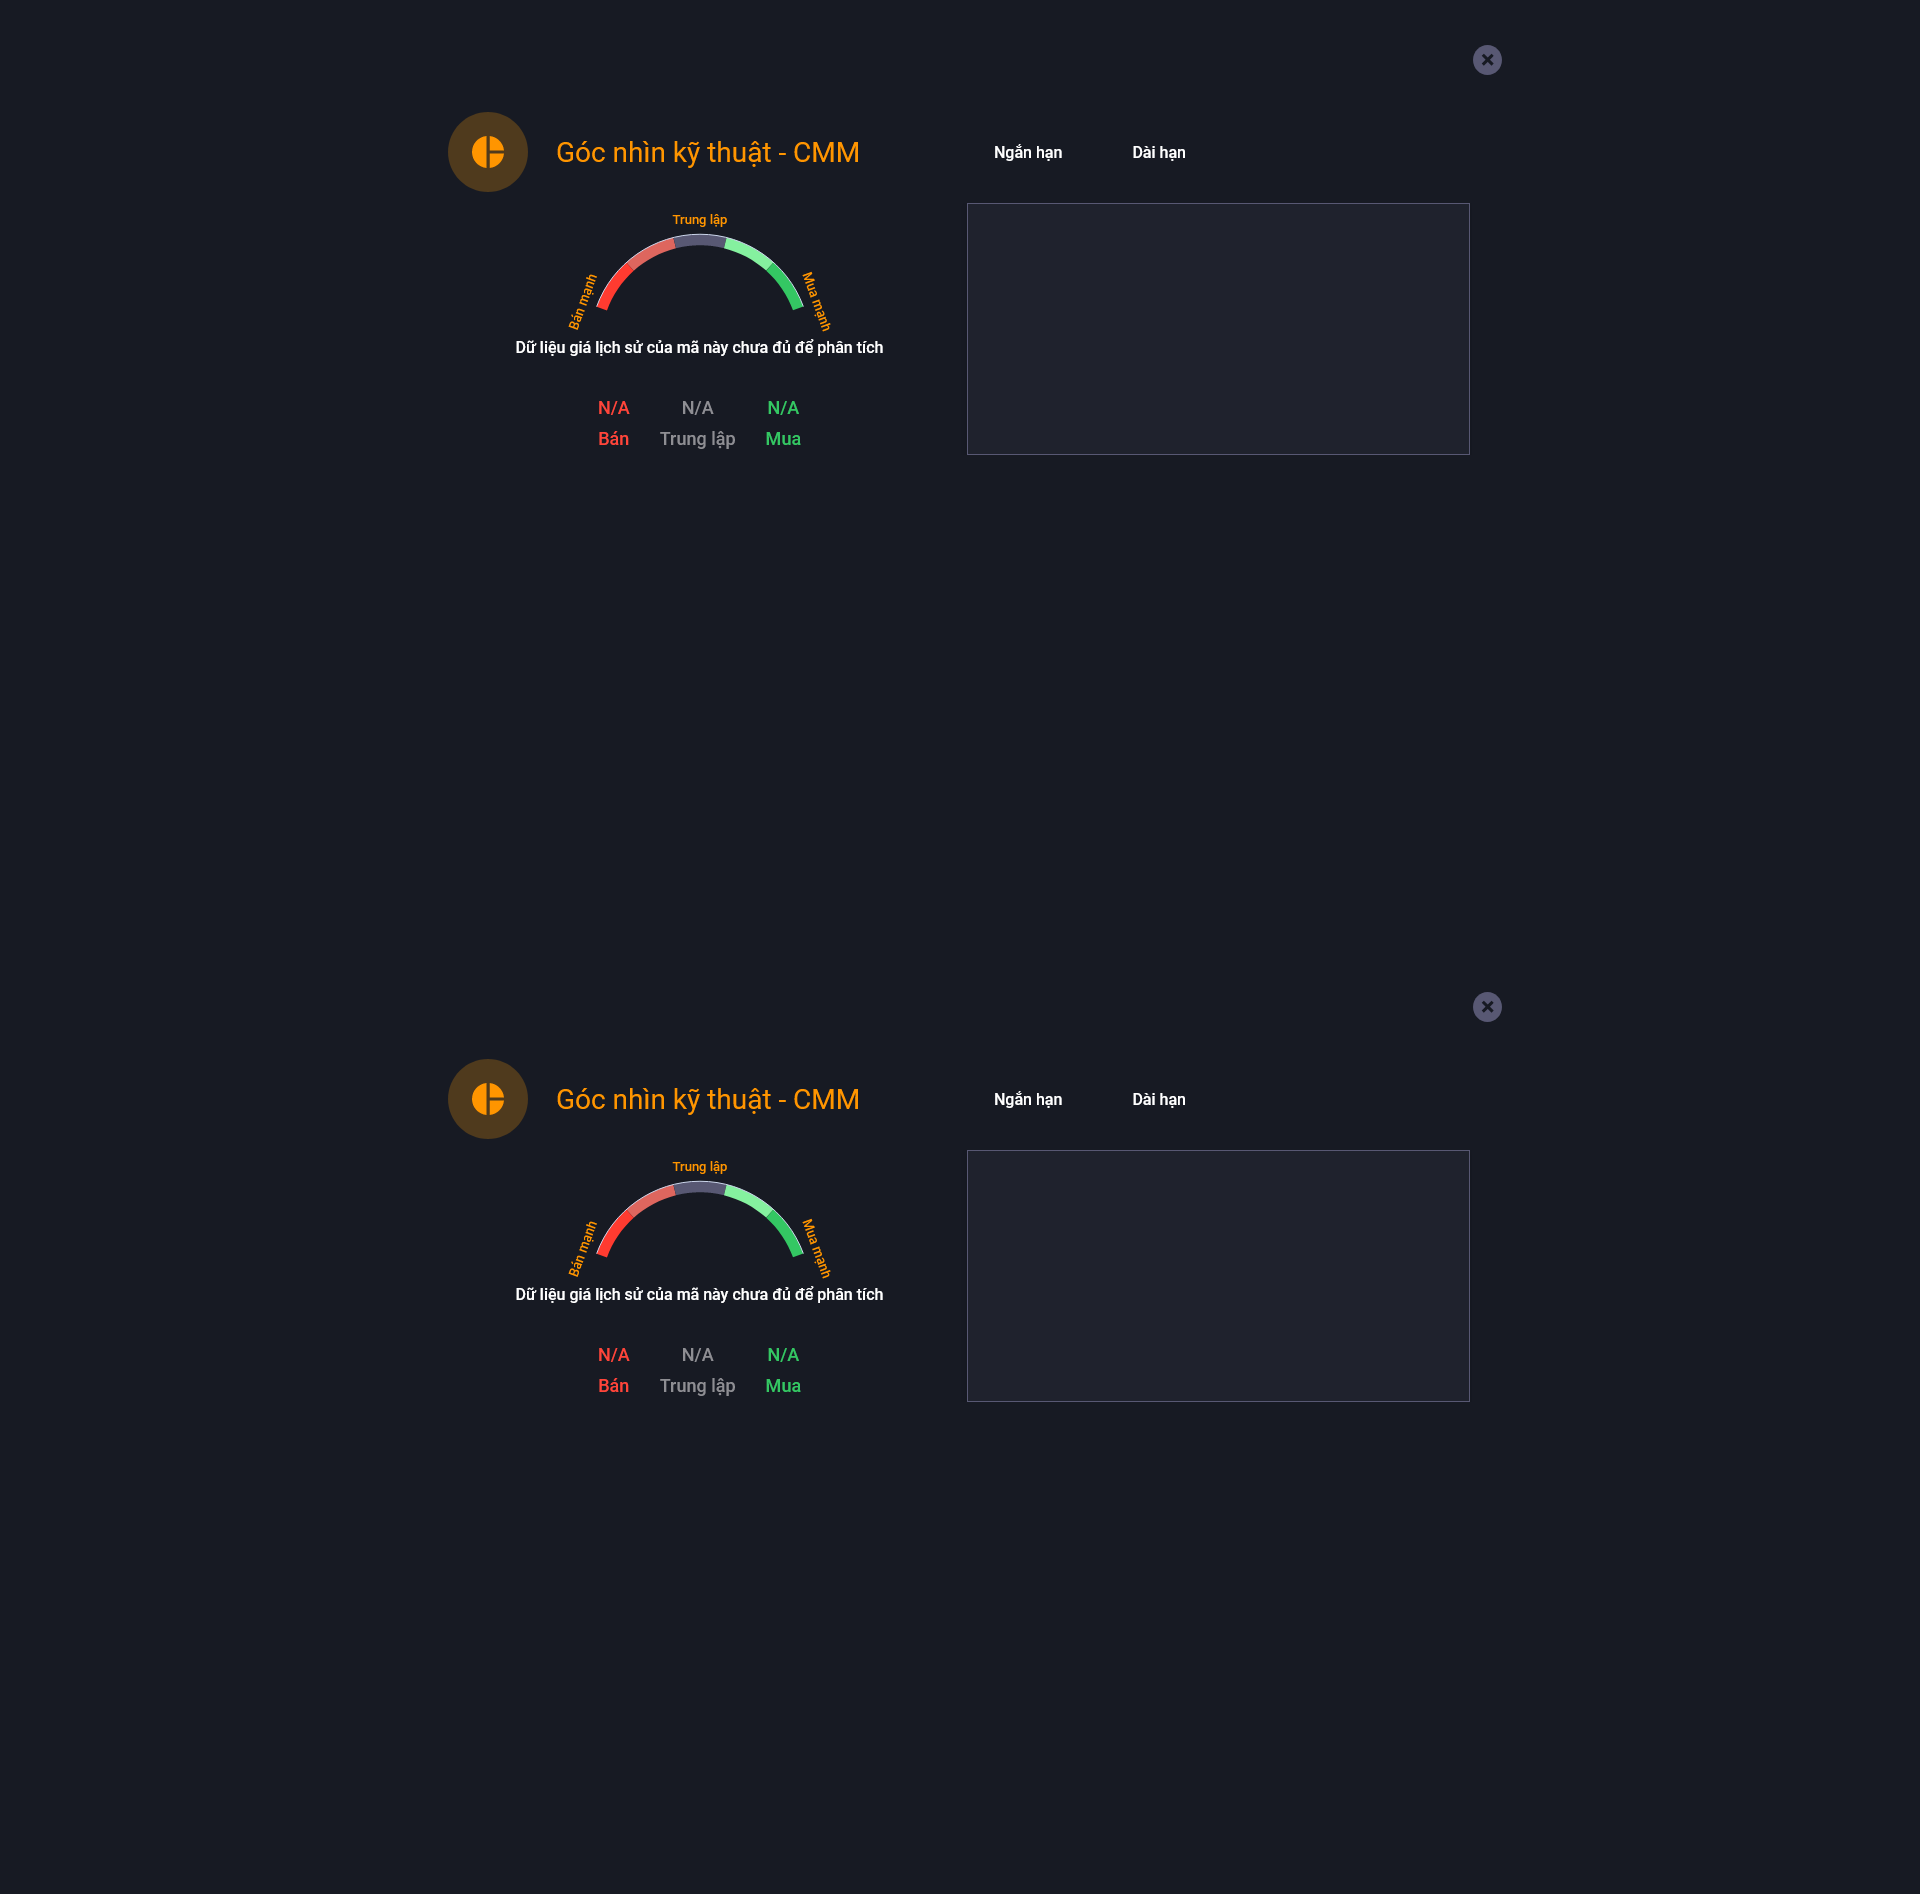 Góc nhìn kỹ thuật - CMM
Ngắn hạn Dài hạn
Trung lập
Bán mạnh
Mua mạnh
Dữ liệu giá lịch sử của mã này chưa đủ để phân tích
N/A N/A N/A
Bán Trung lập Mua
Góc nhìn kỹ thuật - CMM
Ngắn hạn Dài hạn
Trung lập
Bán mạnh
Mua mạnh
Dữ liệu giá lịch sử của mã này chưa đủ để phân tích
N/A N/A N/A
Bán Trung lập Mua